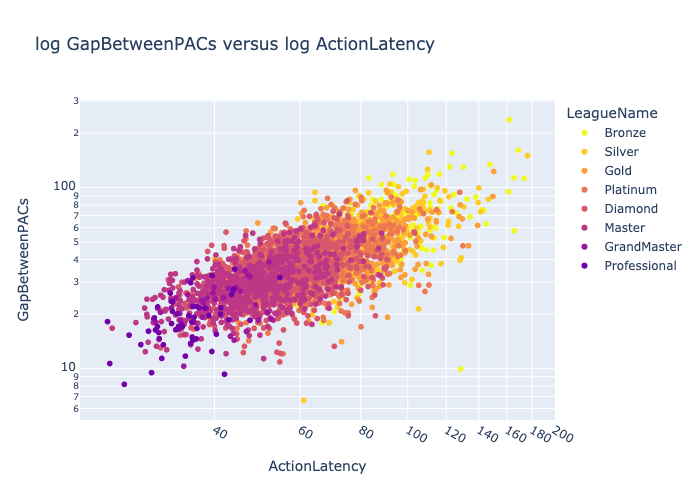 log GapBetweenPACs versus log ActionLatency
LeagueName
Bronze
Silver
Gold
Platinum
Diamond
Master
GrandMaster
Professional
GapBetweenPACs
3
2
100
9
8
7
6
5
4
3
2
10
9
8
7
6
40
60
80
100
120
140
160
180
200
ActionLatency